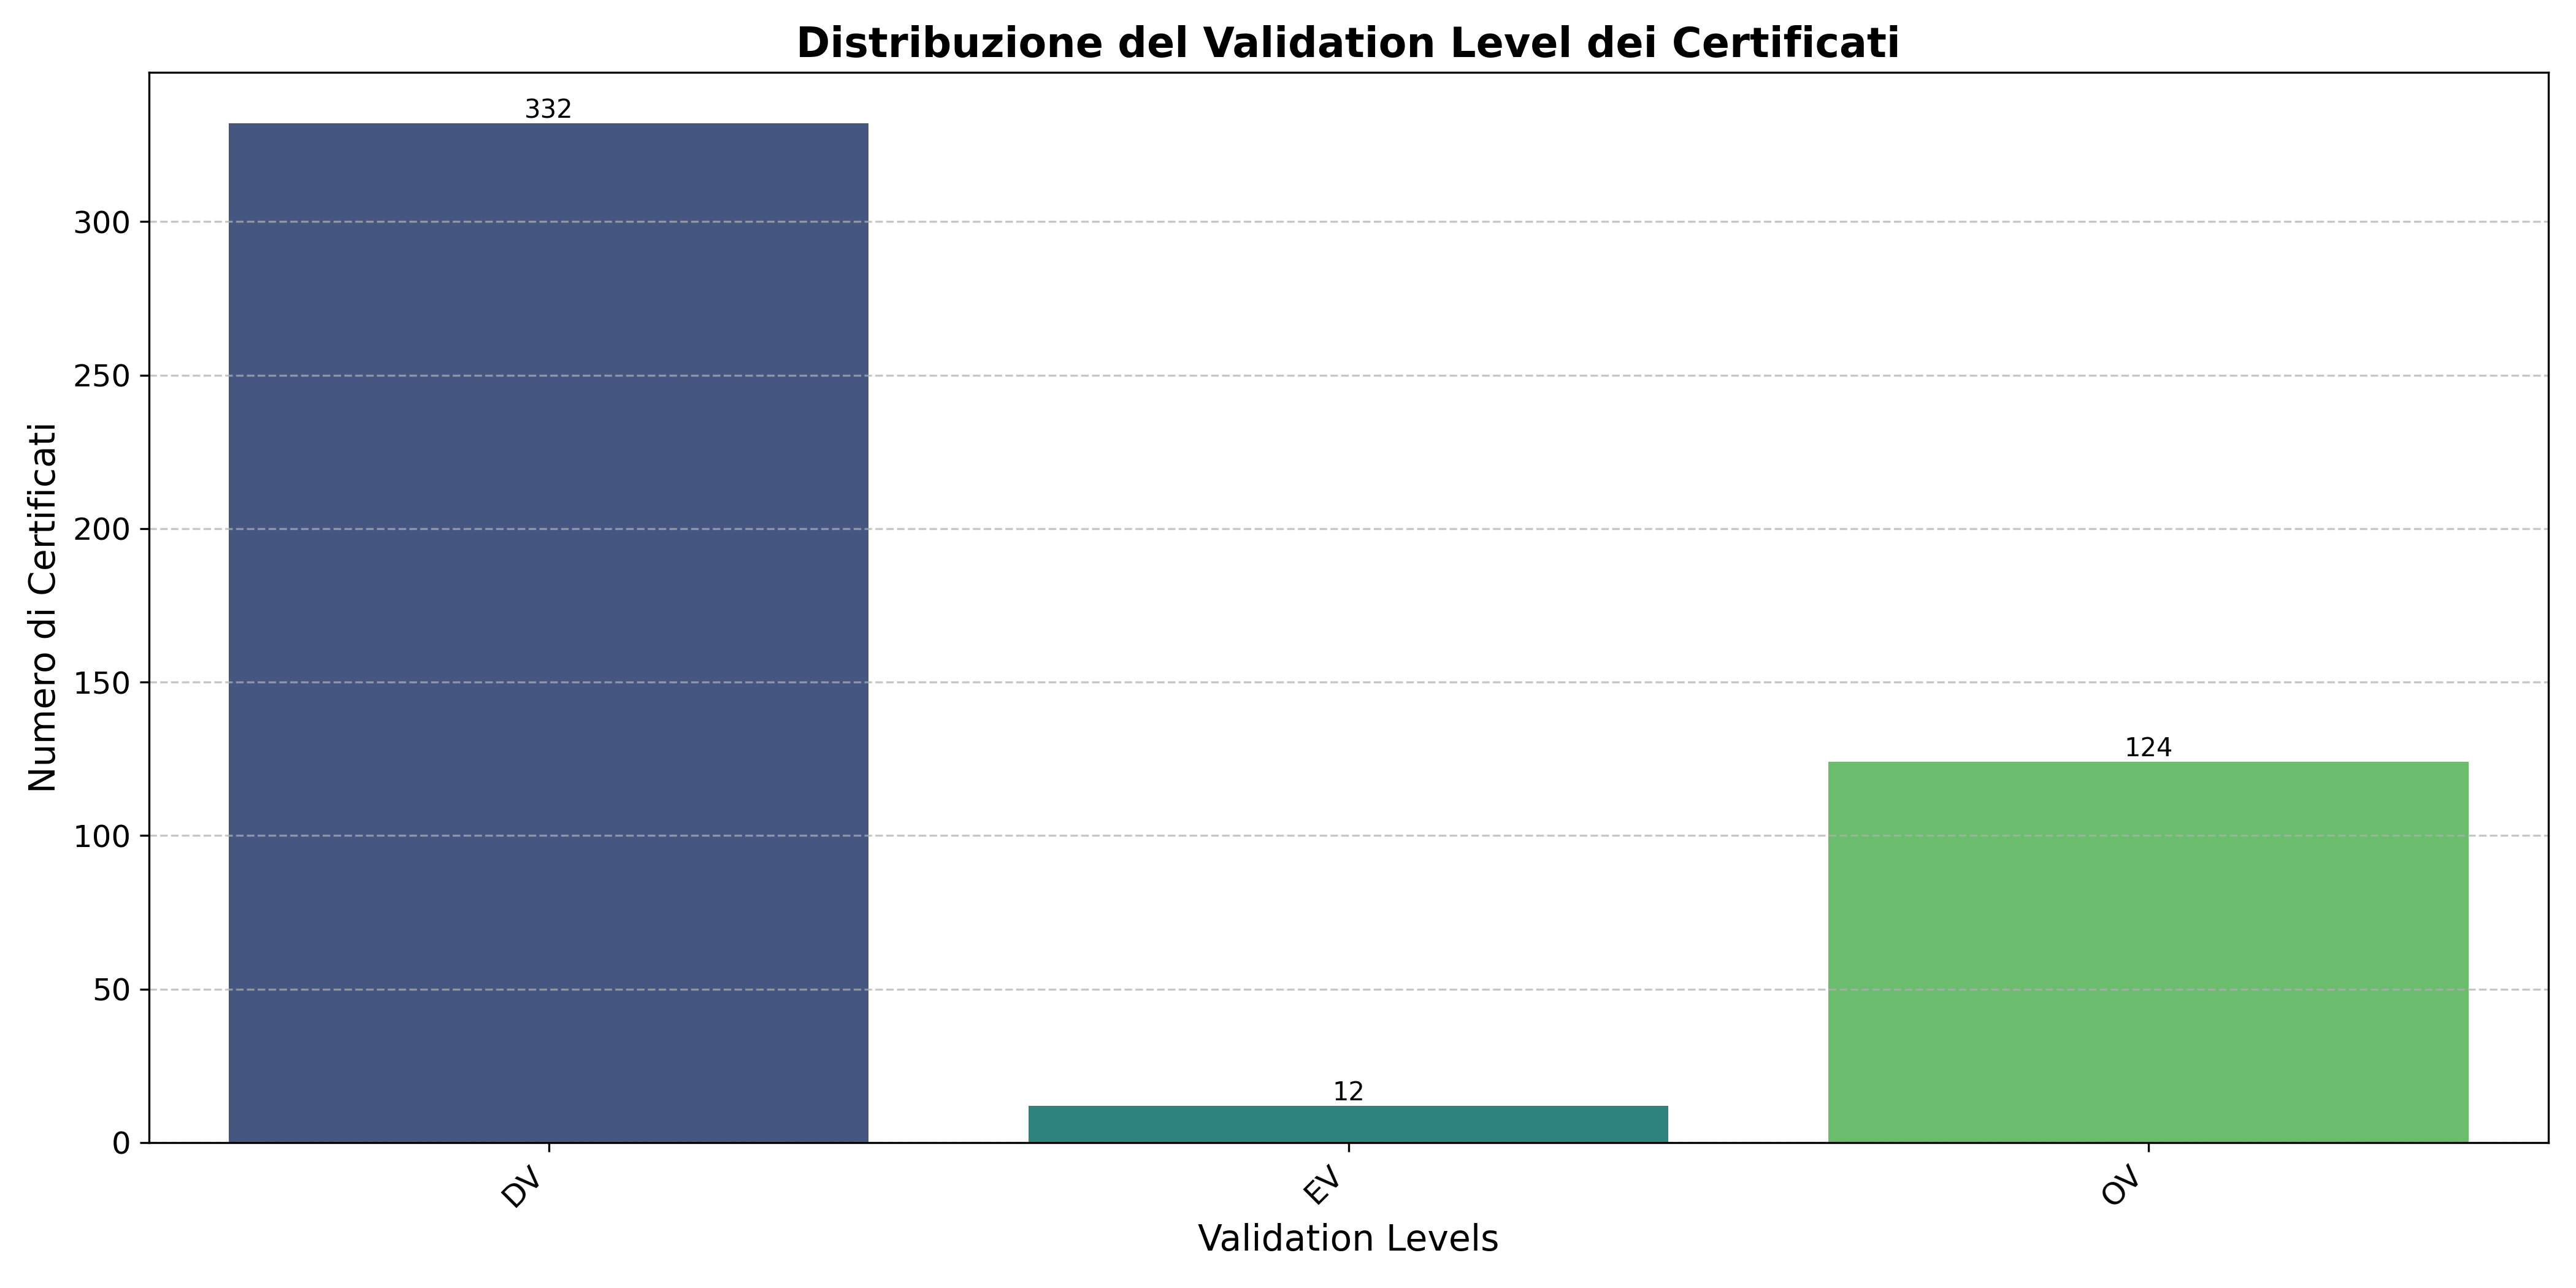 Distribuzione del Validation Level dei Certificati
Numero di Certificati
300
250
200
150
100
50
0
332
12
124
DV
EV
OV
Validation Levels